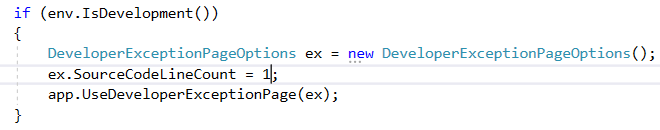 if (env.IsDevelopment())
{
DeveloperExceptionPageOptions ex = new DeveloperExceptionPageOptions();
ex.SourceCodeLineCount = 1;
app.UseDeveloperExceptionPage(ex);
}